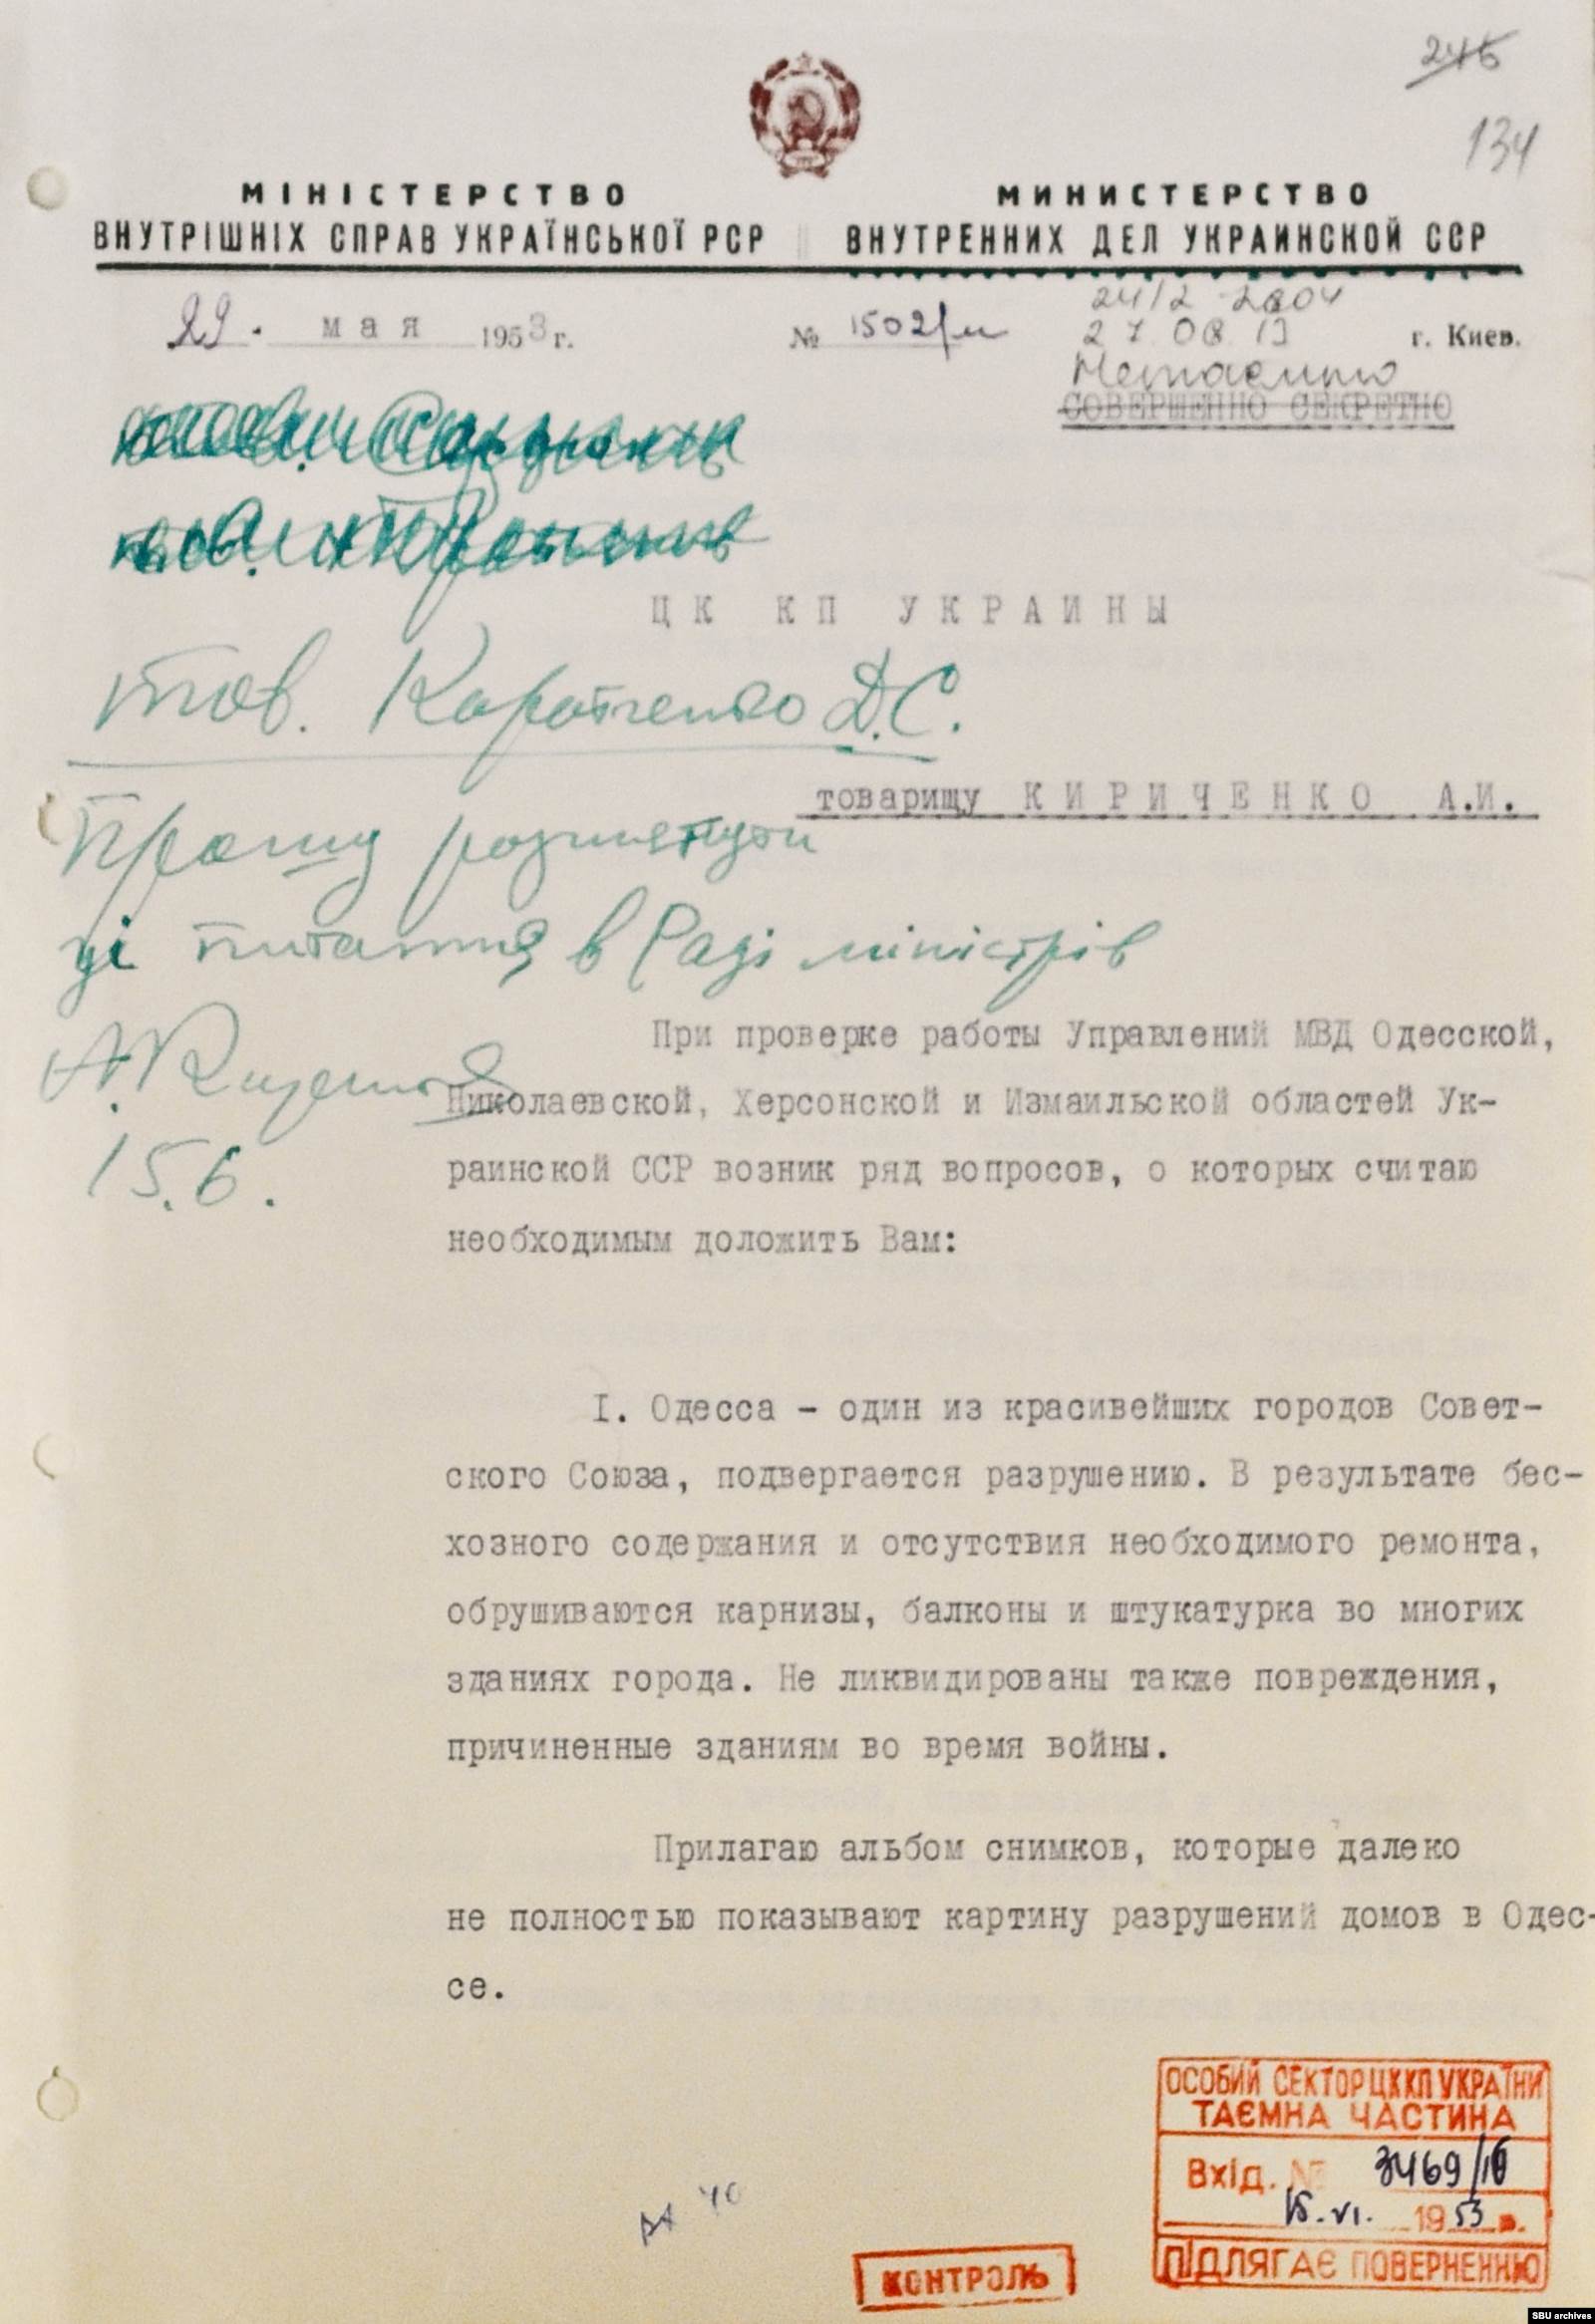 246
134
МІНІСТЕРСТВО
ВНУТРІШНІХ СПРАВ УКРАЇНСЬКОЇ РСР
МИНИСТЕРСТВО
ВНУТРЕННИХ ДЕЛ УКРАИНСКОЙ ССР
29. мая 1953 г.
№ 1502/м
24/2-2004
27 08 13
г. Киев.
Нетаємно
СОВЕРШЕННО СЕКРЕТНО
ЦК КП УКРАИНЫ
тов. Коротченко Д.С.
товарищу КИРИЧЕНКО А.И.
Прошу розглянути
ці питання в Раді міністрів
15.6.
При проверке работы Управлений МВД Одесской,
Николаевской, Херсонской и Измаильской областей Ук-
раинской ССР возник ряд вопросов, о которых считаю
необходимым доложить Вам:
I. Одесса - один из красивейших городов Совет-
ского Союза, подвергается разрушению. В результате бес-
хозного содержания и отсутствия необходимого ремонта,
обрушиваются карнизы, балконы и штукатурка во многих
зданиях города. Не ликвидированы также повреждения,
причиненные зданиям во время войны.
Прилагаю альбом снимков, которые далеко
не полностью показывают картину разрушений домов в Одес-
се.
ОСОБИЙ СЕКТОР ЦК КП УКРАЇНИ
ТАЄМНА ЧАСТИНА
Вхід. № 3469/16
15.VI. 1953 р.
ПІДЛЯГАЄ ПОВЕРНЕННЮ
КОНТРОЛЬ
SBU archives